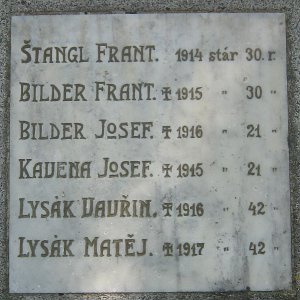 ŠTANGL FRANT. 1914 stár 30. r.
BILDER FRANT. ✝ 1915 " 30 "
BILDER JOSEF. ✝ 1916 " 21 "
KAVENA JOSEF. ✝ 1915 " 21 "
LYSÁK VAVŘIN. ✝ 1916 " 42 "
LYSÁK MATĚJ. ✝ 1917 " 42 "